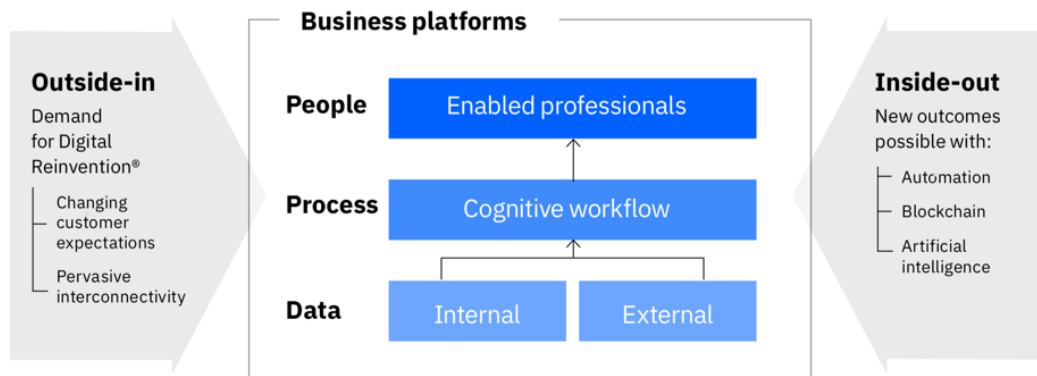 Business platforms
Outside-in
Demand
for Digital
Reinvention®
Changing
customer
expectations
Pervasive
interconnectivity
People
Enabled professionals
Process
Cognitive workflow
Data
Internal
External
Inside-out
New outcomes
possible with:
Automation
Blockchain
Artificial
intelligence